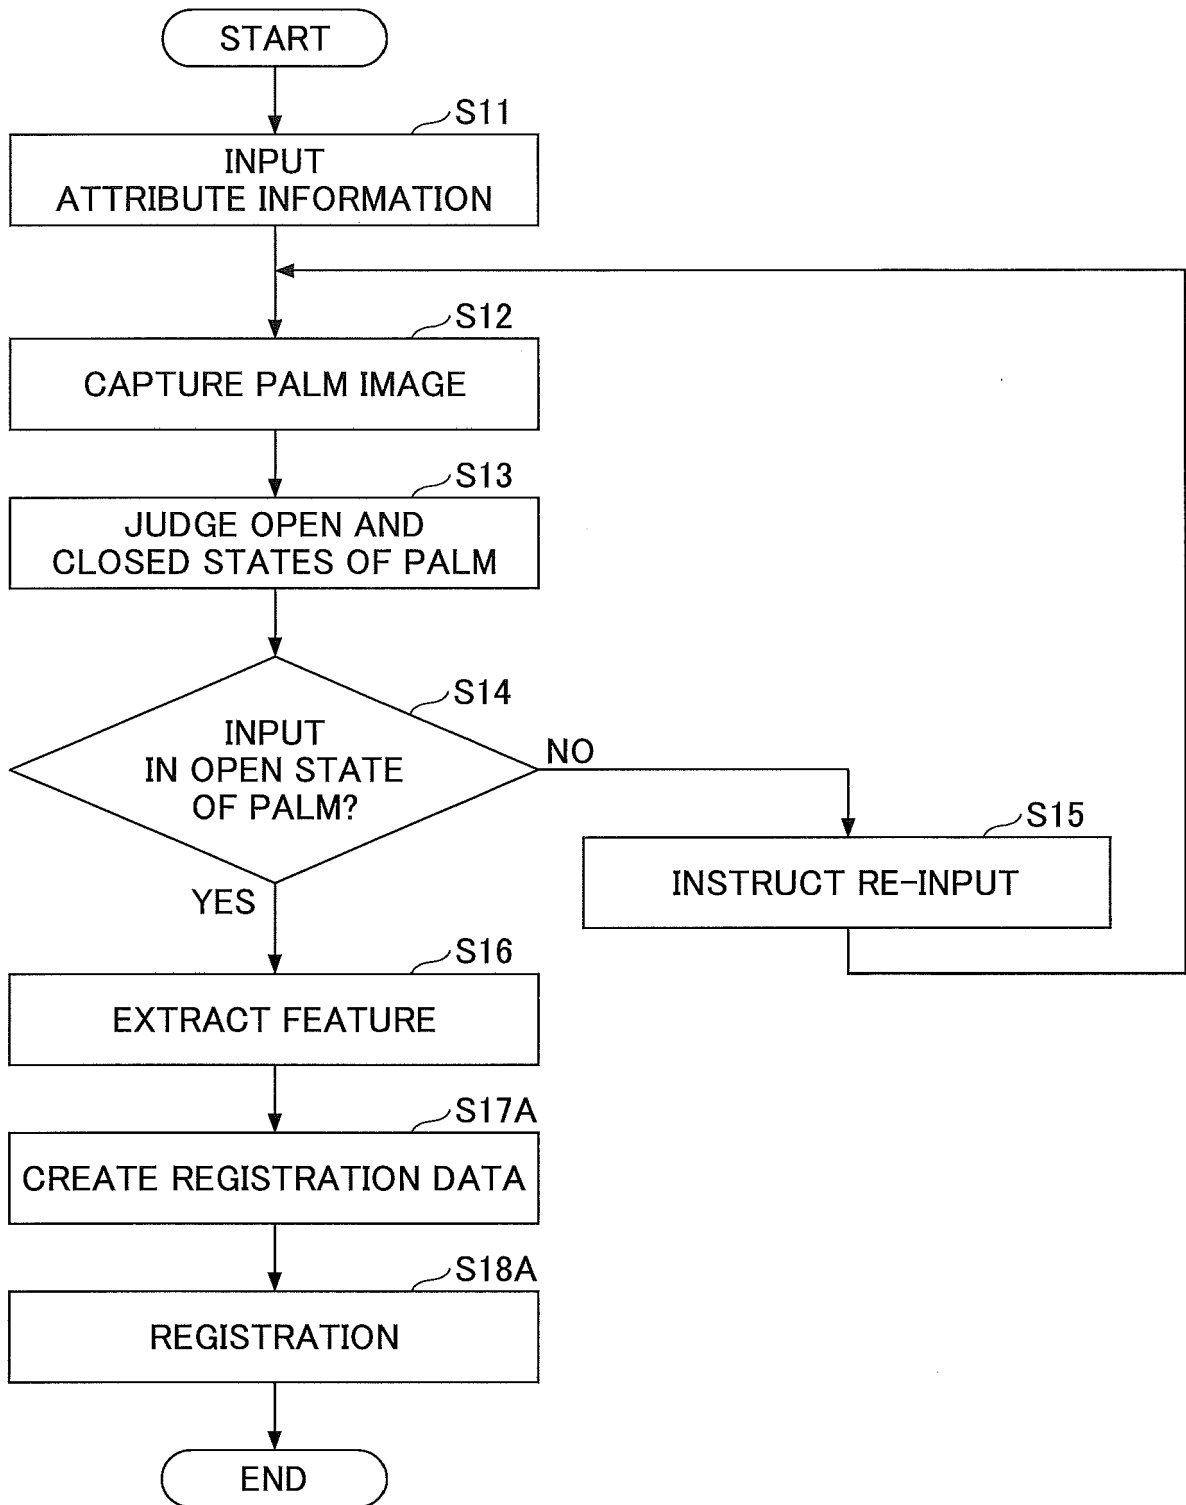 START
S11
INPUT
ATTRIBUTE INFORMATION
S12
CAPTURE PALM IMAGE
S13
JUDGE OPEN AND
CLOSED STATES OF PALM
S14
INPUT
IN OPEN STATE
OF PALM?
NO
S15
INSTRUCT RE-INPUT
YES
S16
EXTRACT FEATURE
S17A
CREATE REGISTRATION DATA
S18A
REGISTRATION
END